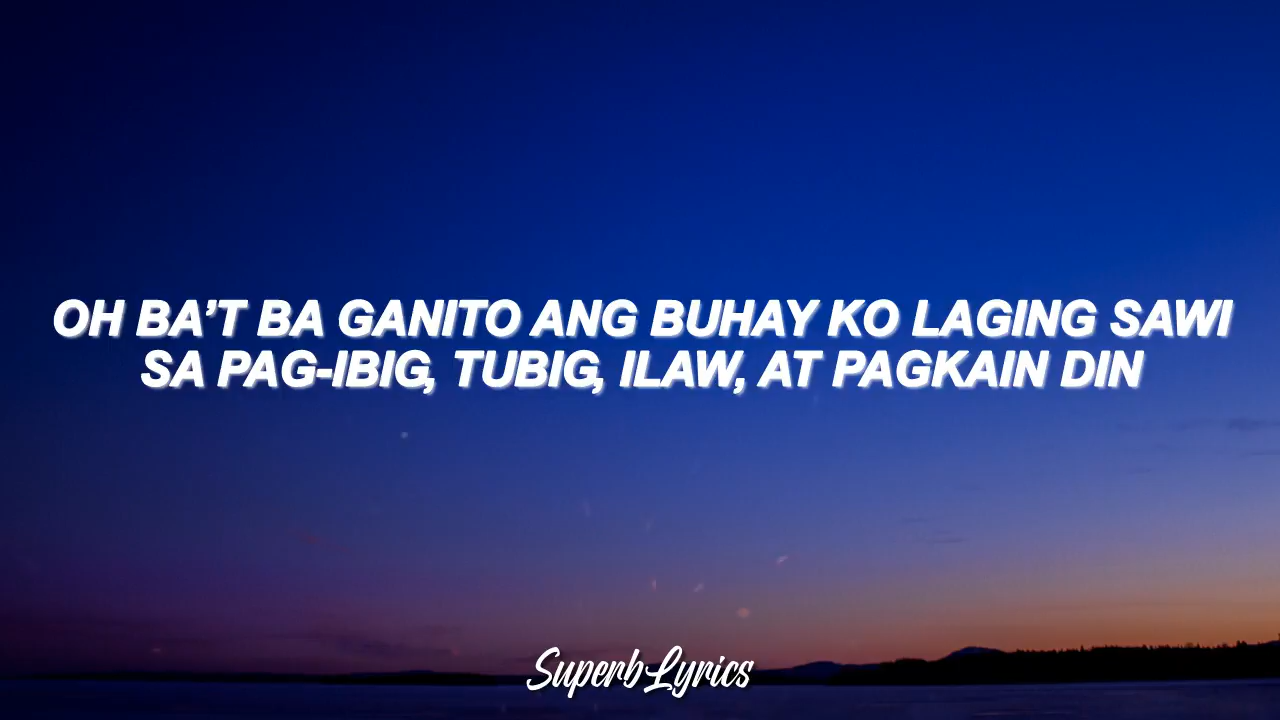 OH BA’T BA GANITO ANG BUHAY KO LAGING SAWI
SA PAG-IBIG, TUBIG, ILAW, AT PAGKAIN DIN
SuperbLyrics